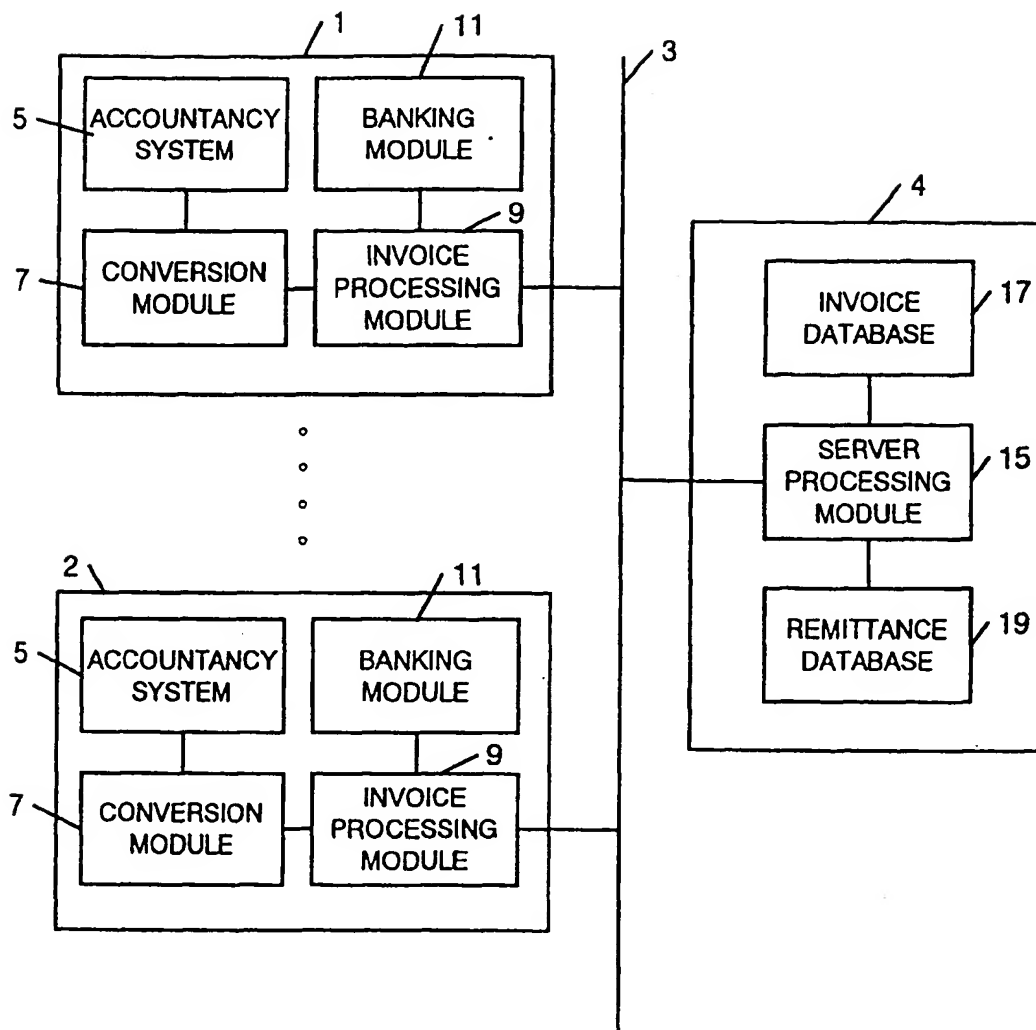 1
11
3
5
ACCOUNTANCY
SYSTEM
BANKING
MODULE
4
9
7
CONVERSION
MODULE
INVOICE
PROCESSING
MODULE
INVOICE
DATABASE
17
SERVER
PROCESSING
MODULE
15
2
11
5
ACCOUNTANCY
SYSTEM
BANKING
MODULE
REMITTANCE
DATABASE
19
9
7
CONVERSION
MODULE
INVOICE
PROCESSING
MODULE